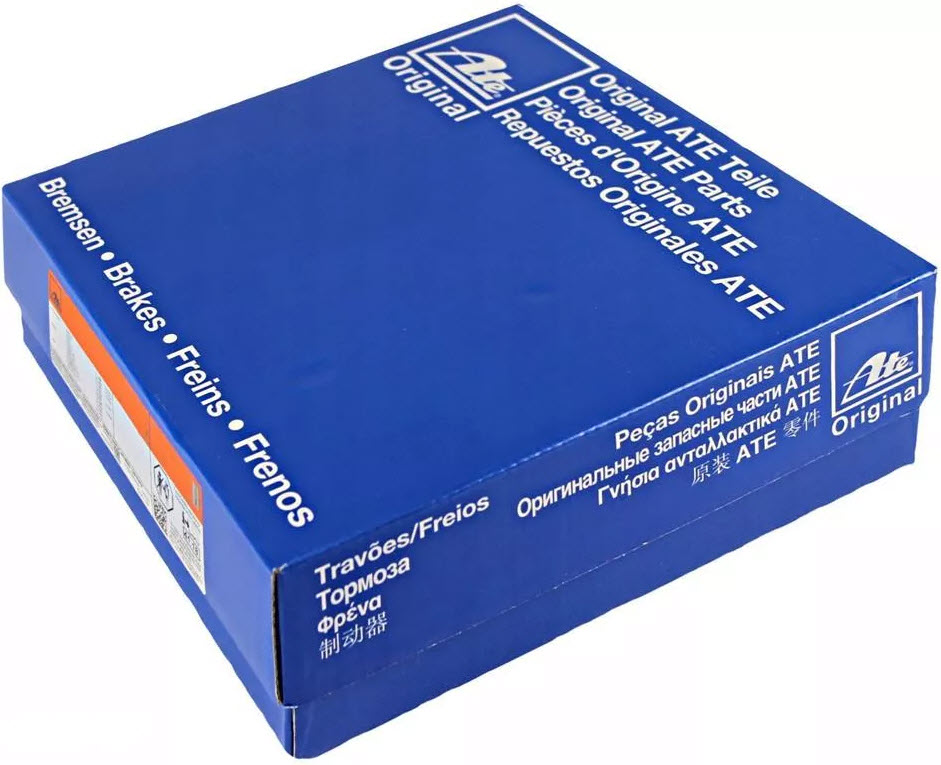 Ate
Original
Original ATE Teile
Original ATE Parts
Pièces d'Origine ATE
Repuestos Originales ATE
Bremsen • Brakes • Freins • Frenos
Peças Originais ATE
Оригинальные запасные части ATE
Γνήσια ανταλλακτικά ATE
原装 ATE 零件
Ate
Original
Travões/Freios
Тормоза
Φρένα
制动器